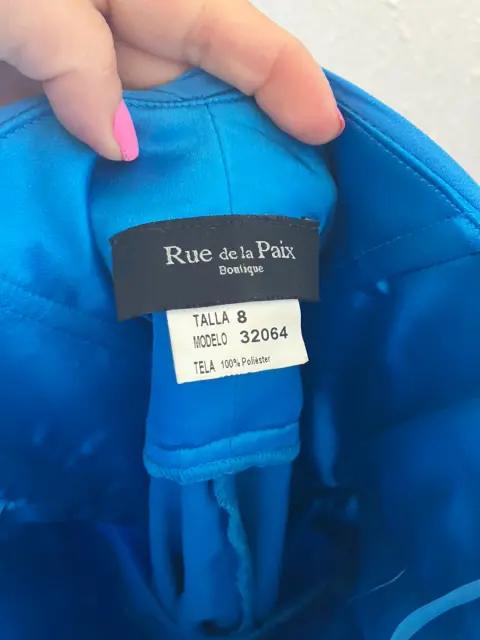 Rue de la Paix
Boutique
TALLA 8
MODELO 32064
TELA 100% Poliéster